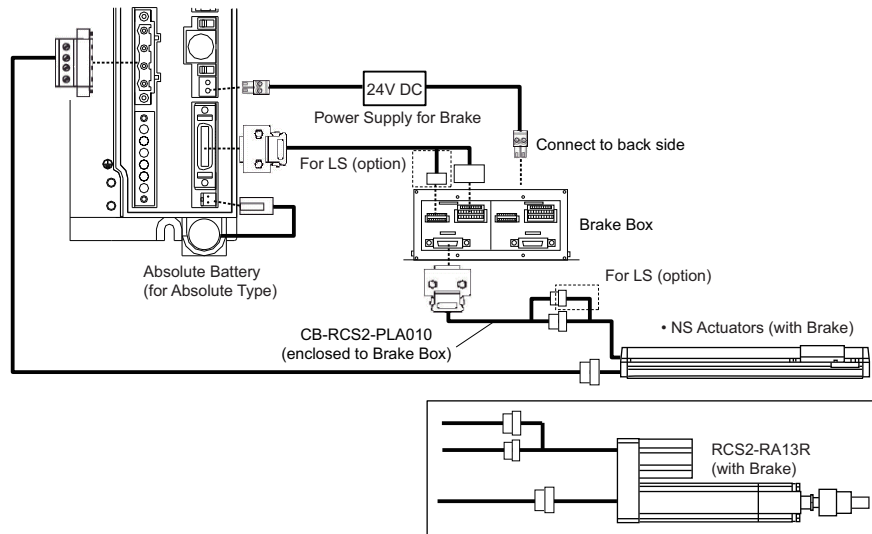 24V DC
Power Supply for Brake
Connect to back side
For LS (option)
Brake Box
Absolute Battery
(for Absolute Type)
For LS (option)
CB-RCS2-PLA010
(enclosed to Brake Box)
• NS Actuators (with Brake)
RCS2-RA13R
(with Brake)